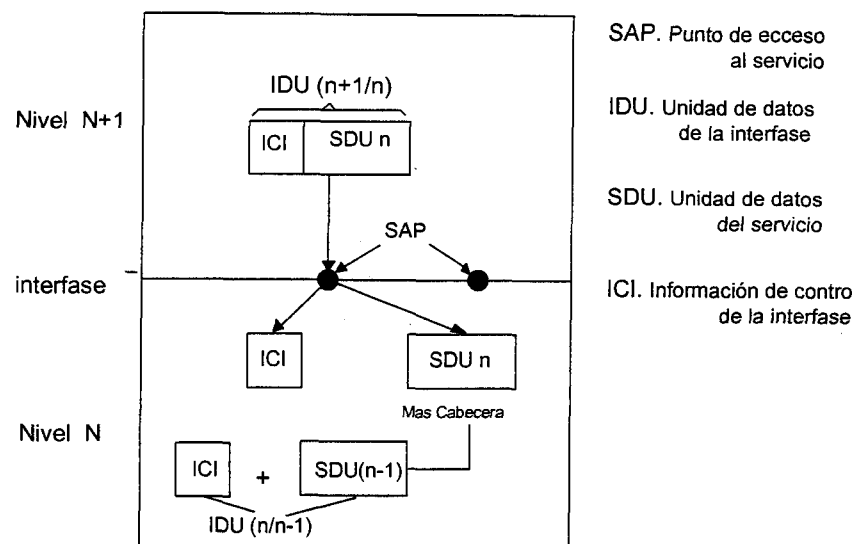 IDU (n+1/n)
Nivel N+1
ICI
SDU n
SAP
interfase
ICI
SDU n
Mas Cabecera
Nivel N
ICI
+
SDU(n-1)
IDU (n/n-1)
SAP. Punto de ecceso
al servicio
IDU. Unidad de datos
de la interfase
SDU. Unidad de datos
del servicio
ICI. Información de contro
de la interfase